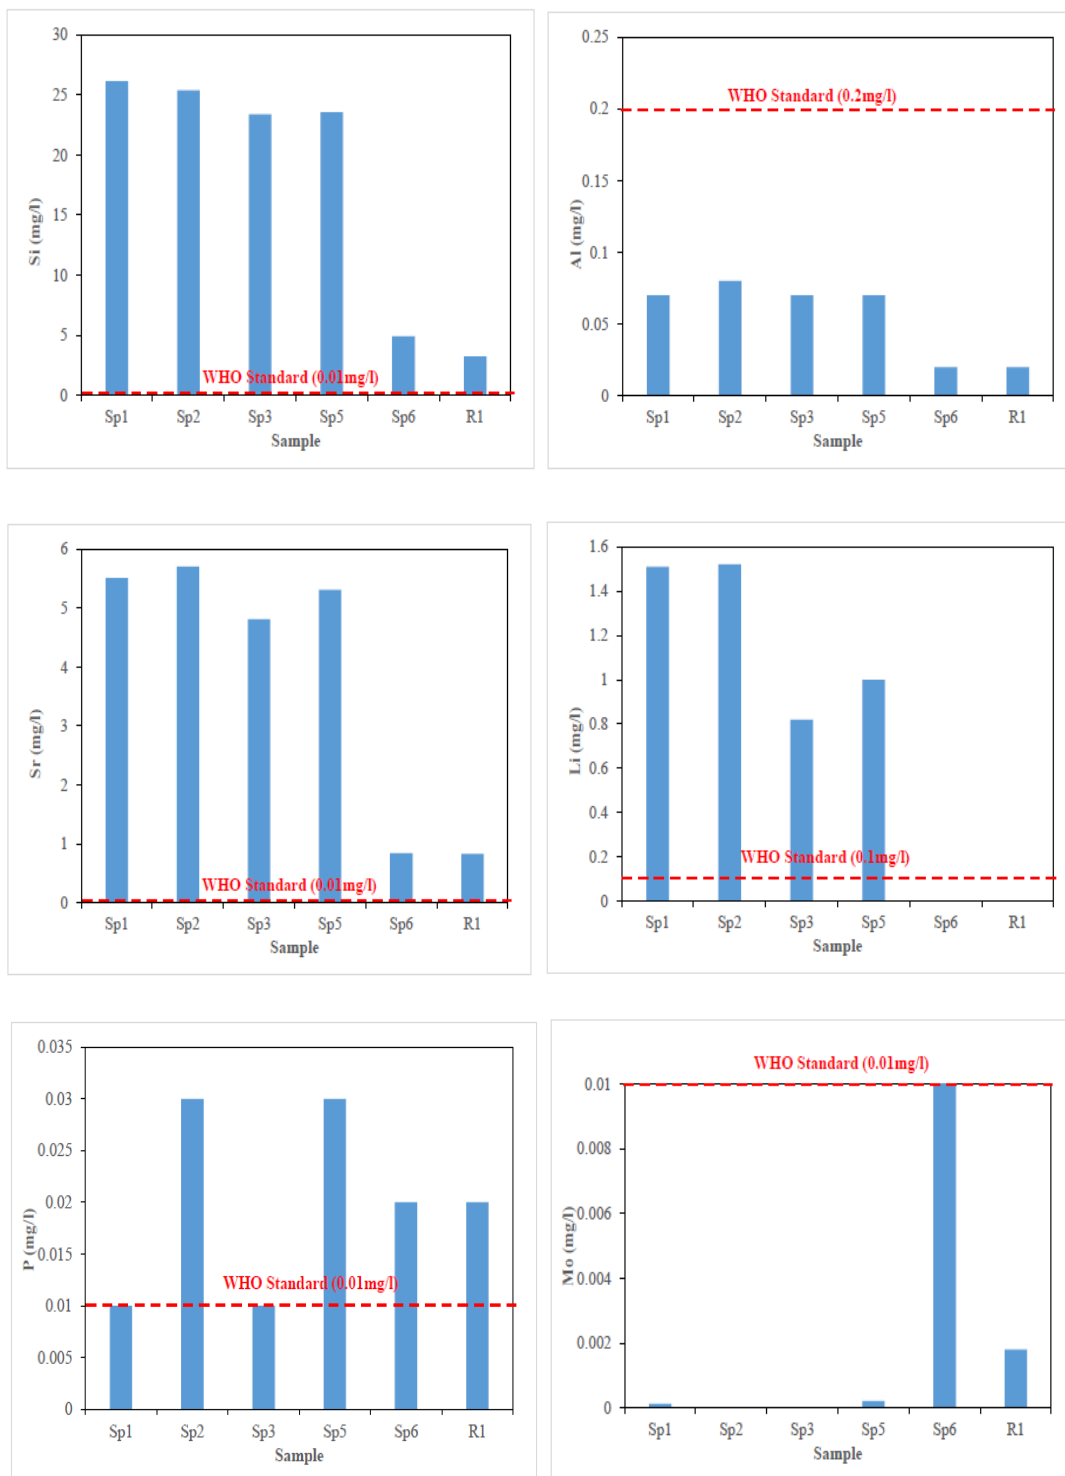 30
25
20
15
10
5
0
Si (mg/l)
WHO Standard (0.01mg/l)
Sp1 Sp2 Sp3 Sp5 Sp6 R1
Sample
0.25
0.2
0.15
0.1
0.05
0
Al (mg/l)
WHO Standard (0.2mg/l)
Sp1 Sp2 Sp3 Sp5 Sp6 R1
Sample
6
5
4
3
2
1
0
Sr (mg/l)
WHO Standard (0.01mg/l)
Sp1 Sp2 Sp3 Sp5 Sp6 R1
Sample
1.6
1.4
1.2
1
0.8
0.6
0.4
0.2
0
Li (mg/l)
WHO Standard (0.1mg/l)
Sp1 Sp2 Sp3 Sp5 Sp6 R1
Sample
0.035
0.03
0.025
0.02
0.015
0.01
0.005
0
P (mg/l)
WHO Standard (0.01mg/l)
Sp1 Sp2 Sp3 Sp5 Sp6 R1
Sample
WHO Standard (0.01mg/l)
0.01
0.008
0.006
0.004
0.002
0
Mo (mg/l)
Sp1 Sp2 Sp3 Sp5 Sp6 R1
Sample